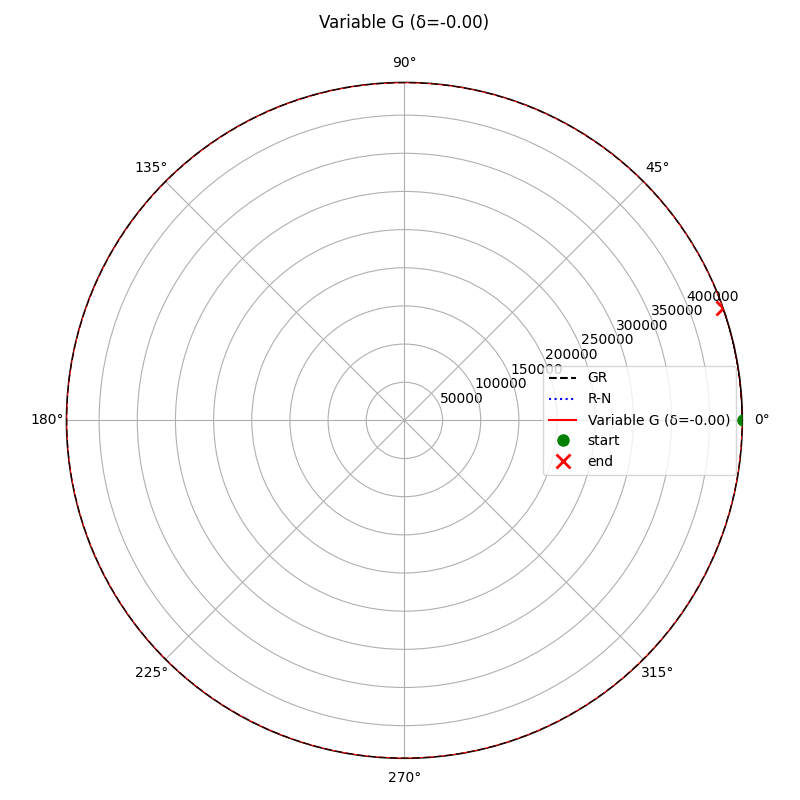 Variable G (δ=-0.00)
90°
135°
45°
400000
350000
300000
250000
200000
150000
100000
50000
180°
0°
GR
R-N
Variable G (δ=-0.00)
start
end
225°
315°
270°